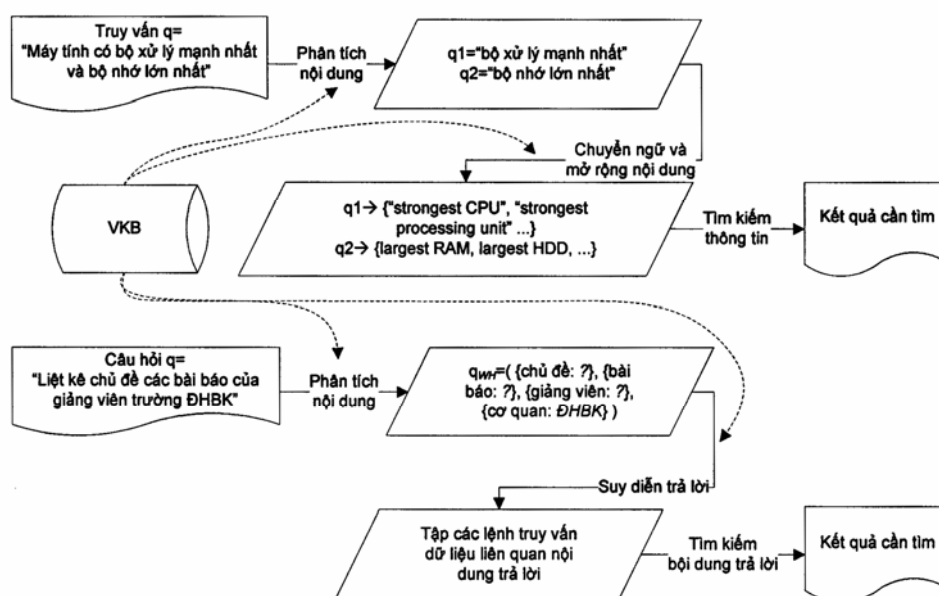 Truy vấn q=
“Máy tính có bộ xử lý mạnh nhất
và bộ nhớ lớn nhất”
Phân tích
nội dung
q1=“bộ xử lý mạnh nhất”
q2=“bộ nhớ lớn nhất”
Chuyển ngữ và
mở rộng nội dung
VKB
q1→ {“strongest CPU”, “strongest
processing unit” ...}
q2→ {largest RAM, largest HDD, ...}
Tìm kiếm
thông tin
Kết quả cần tìm
Câu hỏi q=
“Liệt kê chủ đề các bài báo của
giảng viên trường ĐHBK”
Phân tích
nội dung
qWH=( {chủ đề: ?}, {bài
báo: ?}, {giảng viên: ?},
{cơ quan: ĐHBK} )
Suy diễn trả lời
Tập các lệnh truy vấn
dữ liệu liên quan nội
dung trả lời
Tìm kiếm
bội dung trả lời
Kết quả cần tìm